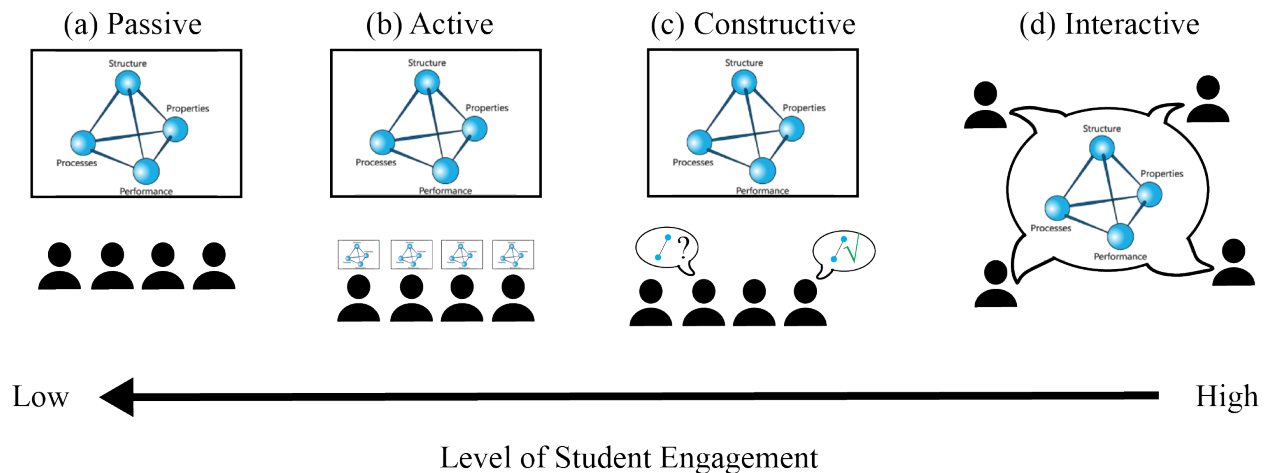 (a) Passive
(b) Active
(c) Constructive
(d) Interactive
Structure
Properties
Processes
Performance
Structure
Properties
Processes
Performance
Structure
Properties
Processes
Performance
Structure
Properties
Processes
Performance
?
√
Low
High
Level of Student Engagement